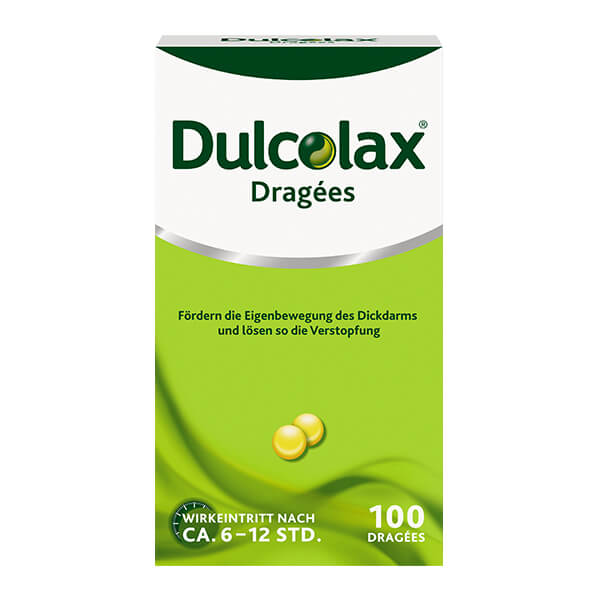 Dulcolax®
Dragées
Fördern die Eigenbewegung des Dickdarms
und lösen so die Verstopfung
WIRKEINTRITT NACH
CA. 6–12 STD.
100
DRAGÉES